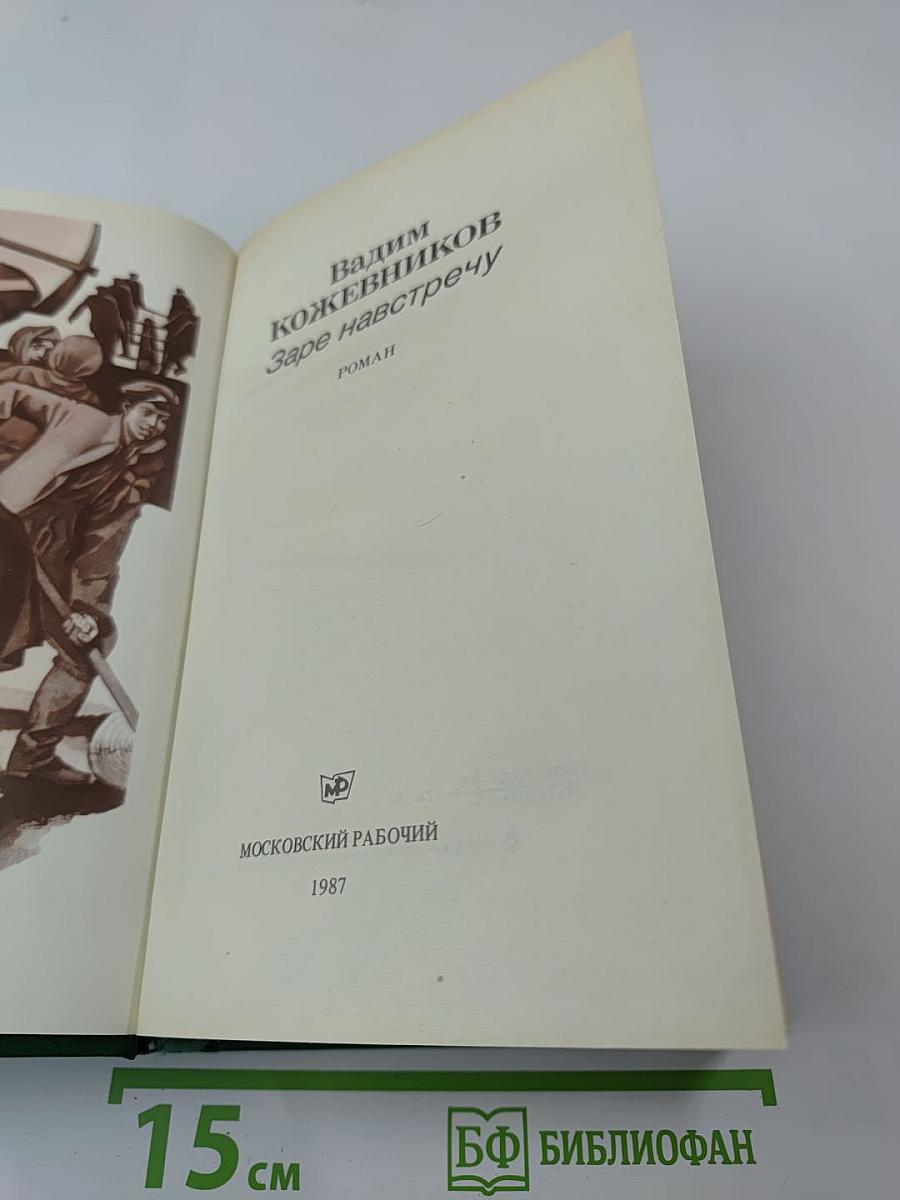 Вадим
КОЖЕВНИКОВ
Заре навстречу
РОМАН
МР
МОСКОВСКИЙ РАБОЧИЙ
1987
15 см
БФ БИБЛИОФАН